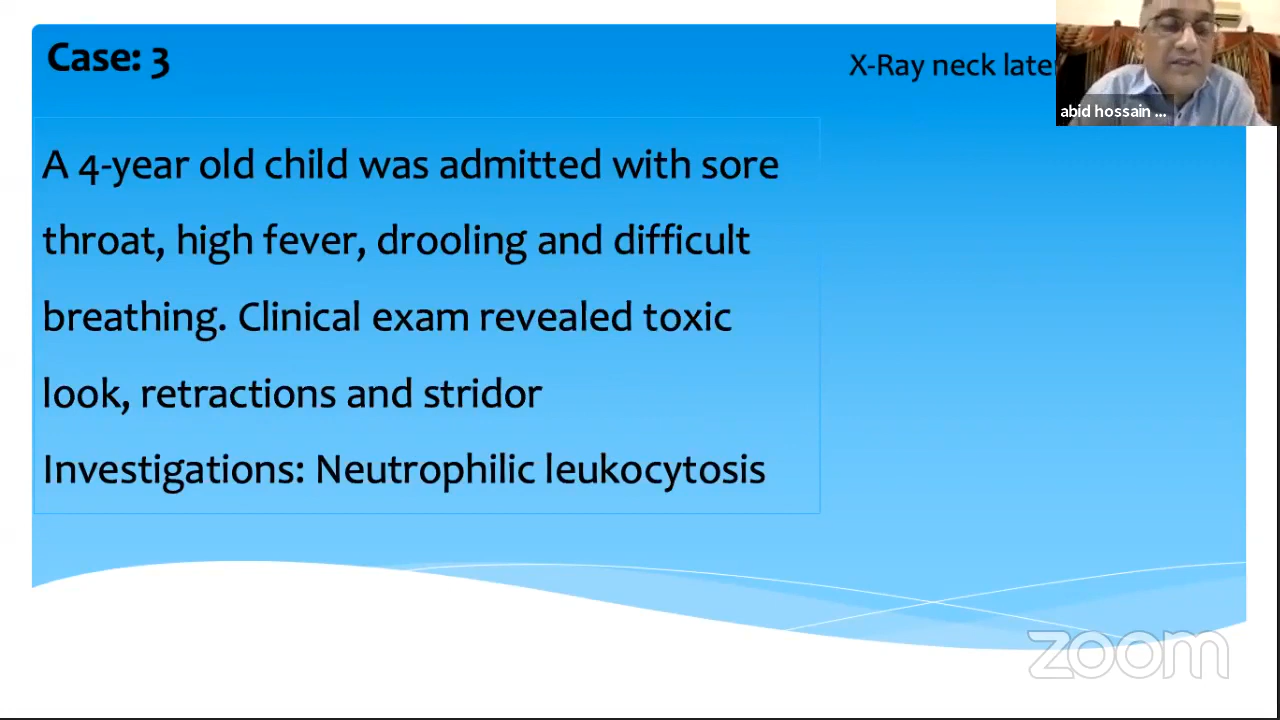 Case: 3
X-Ray neck
abid hossain ...
A 4-year old child was admitted with sore
throat, high fever, drooling and difficult
breathing. Clinical exam revealed toxic
look, retractions and stridor
Investigations: Neutrophilic leukocytosis
zoom